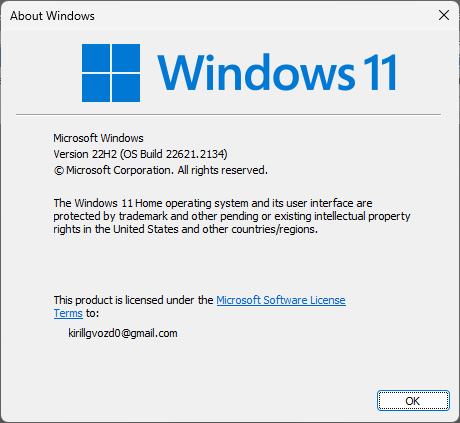 About Windows
Windows 11
Microsoft Windows
Version 22H2 (OS Build 22621.2134)
© Microsoft Corporation. All rights reserved.
The Windows 11 Home operating system and its user interface are
protected by trademark and other pending or existing intellectual property
rights in the United States and other countries/regions.
This product is licensed under the Microsoft Software License
Terms to:
kirillgvozd0@gmail.com
OK